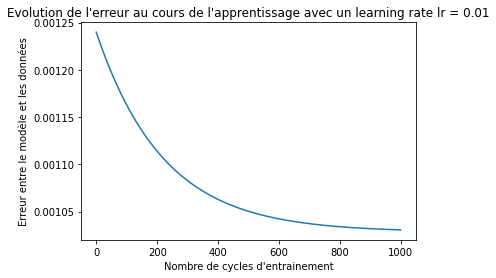 Evolution de l'erreur au cours de l'apprentissage avec un learning rate lr = 0.01
0.00125
0.00120
0.00115
0.00110
0.00105
Erreur entre le modèle et les données
0 200 400 600 800 1000
Nombre de cycles d'entrainement